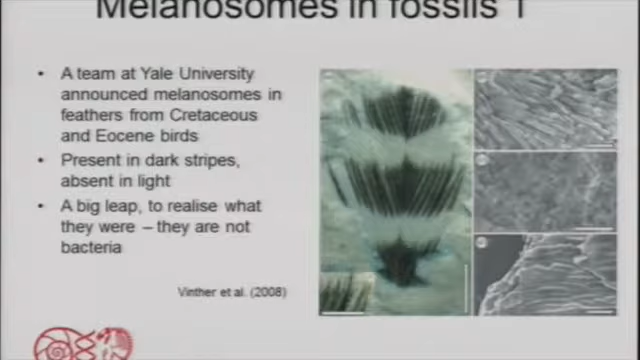 Melanosomes in fossils 1
• A team at Yale University
announced melanosomes in
feathers from Cretaceous
and Eocene birds
• Present in dark stripes,
absent in light
• A big leap, to realise what
they were – they are not
bacteria
Vinther et al. (2008)